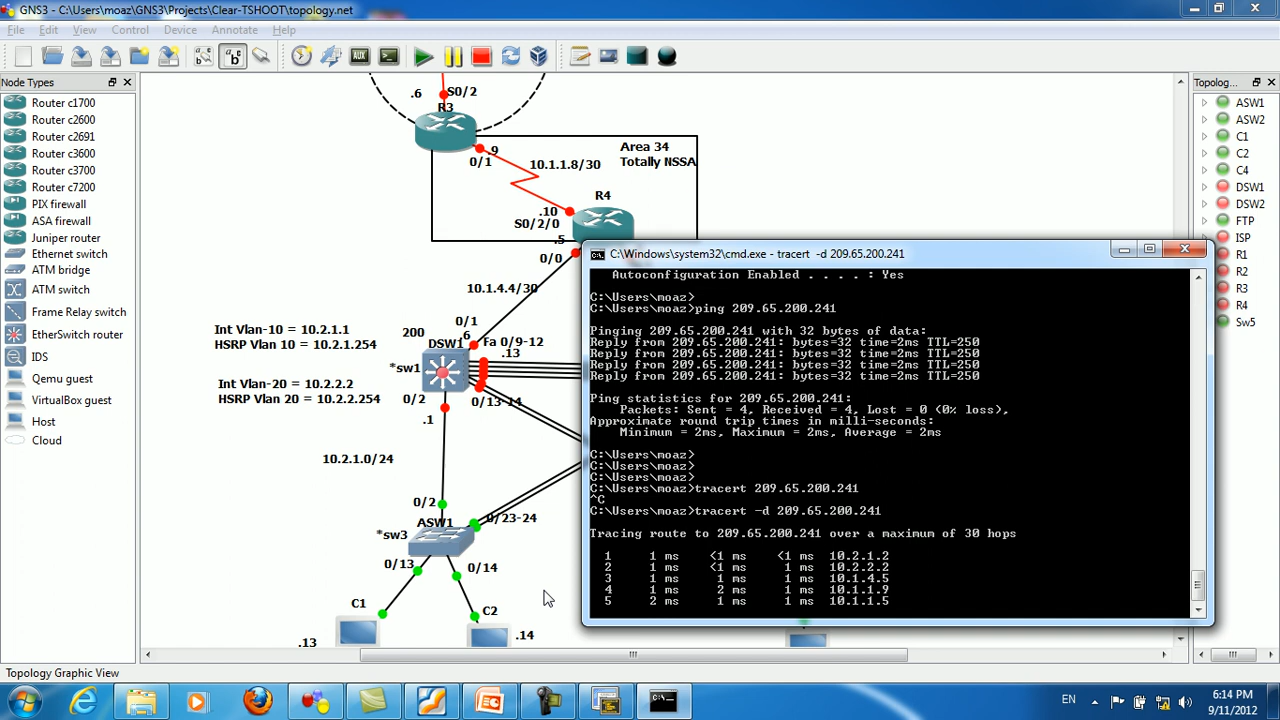 GNS3 - C:\Users\moaz\GNS3\Projects\Clear-TSHOOT\topology.net
File Edit View Control Device Annotate Help
Node Types
Router c1700
Router c2600
Router c2691
Router c3600
Router c3700
Router c7200
PIX firewall
ASA firewall
Juniper router
Ethernet switch
ATM bridge
ATM switch
Frame Relay switch
EtherSwitch router
IDS
Qemu guest
VirtualBox guest
Host
Cloud
.6
S0/2
R3
.9
0/1
10.1.1.8/30
Area 34
Totally NSSA
R4
.10
S0/2/0
.5
0/0
10.1.4.4/30
Int Vlan-10 = 10.2.1.1
HSRP Vlan 10 = 10.2.1.254
200
0/1
.6
DSW1
Fa 0/9-12
.13
*sw1
Int Vlan-20 = 10.2.2.2
HSRP Vlan 20 = 10.2.2.254
0/2
0/13-14
.1
10.2.1.0/24
0/2
ASW1
0/23-24
*sw3
0/13
0/14
C1
C2
.13
.14
C:\Windows\system32\cmd.exe - tracert -d 209.65.200.241
Autoconfiguration Enabled . . . . : Yes
C:\Users\moaz>
C:\Users\moaz>ping 209.65.200.241
Pinging 209.65.200.241 with 32 bytes of data:
Reply from 209.65.200.241: bytes=32 time=2ms TTL=250
Reply from 209.65.200.241: bytes=32 time=2ms TTL=250
Reply from 209.65.200.241: bytes=32 time=2ms TTL=250
Reply from 209.65.200.241: bytes=32 time=2ms TTL=250
Ping statistics for 209.65.200.241:
Packets: Sent = 4, Received = 4, Lost = 0 (0% loss),
Approximate round trip times in milli-seconds:
Minimum = 2ms, Maximum = 2ms, Average = 2ms
C:\Users\moaz>
C:\Users\moaz>
C:\Users\moaz>
C:\Users\moaz>tracert 209.65.200.241
^C
C:\Users\moaz>tracert -d 209.65.200.241
Tracing route to 209.65.200.241 over a maximum of 30 hops
1 1 ms <1 ms <1 ms 10.2.1.2
2 1 ms <1 ms 1 ms 10.2.2.2
3 1 ms 1 ms 1 ms 10.1.4.5
4 1 ms 2 ms 1 ms 10.1.1.9
5 2 ms 1 ms 1 ms 10.1.1.5
Topolog...
ASW1
ASW2
C1
C2
C4
DSW1
DSW2
FTP
ISP
R1
R2
R3
R4
Sw5
Topology Graphic View
EN
6:14 PM
9/11/2012